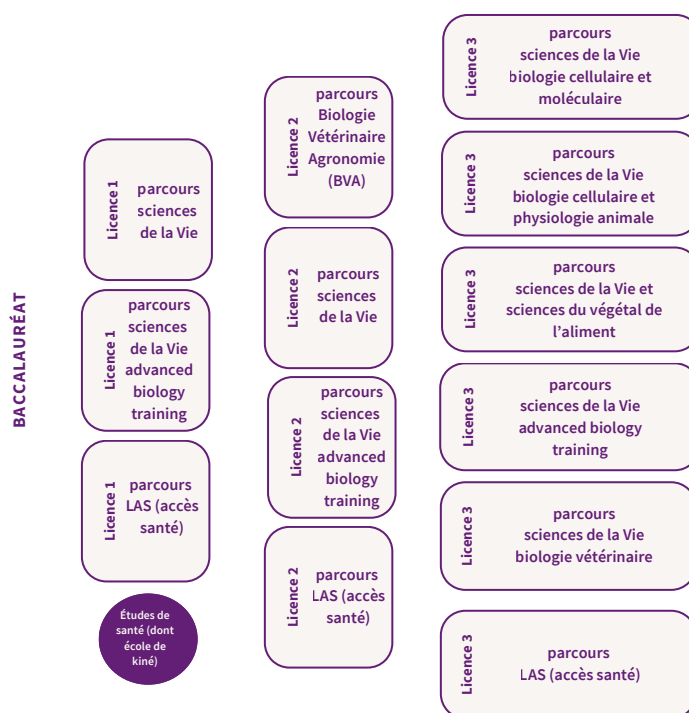 BACCALAURÉAT
Licence 1
parcours
sciences
de la Vie
Licence 1
parcours
sciences
de la Vie
advanced
biology
training
Licence 1
parcours
LAS (accès
santé)
Études de
santé (dont
école de
kiné)
Licence 2
parcours
Biologie
Vétérinaire
Agronomie
(BVA)
Licence 2
parcours
sciences
de la Vie
Licence 2
parcours
sciences
de la Vie
advanced
biology
training
Licence 2
parcours
LAS (accès
santé)
Licence 3
parcours
sciences de la Vie
biologie cellulaire et
moléculaire
Licence 3
parcours
sciences de la Vie
biologie cellulaire et
physiologie animale
Licence 3
parcours
sciences de la Vie et
sciences du végétal de
l’aliment
Licence 3
parcours
sciences de la Vie
advanced biology
training
Licence 3
parcours
sciences de la Vie
biologie vétérinaire
Licence 3
parcours
LAS (accès santé)